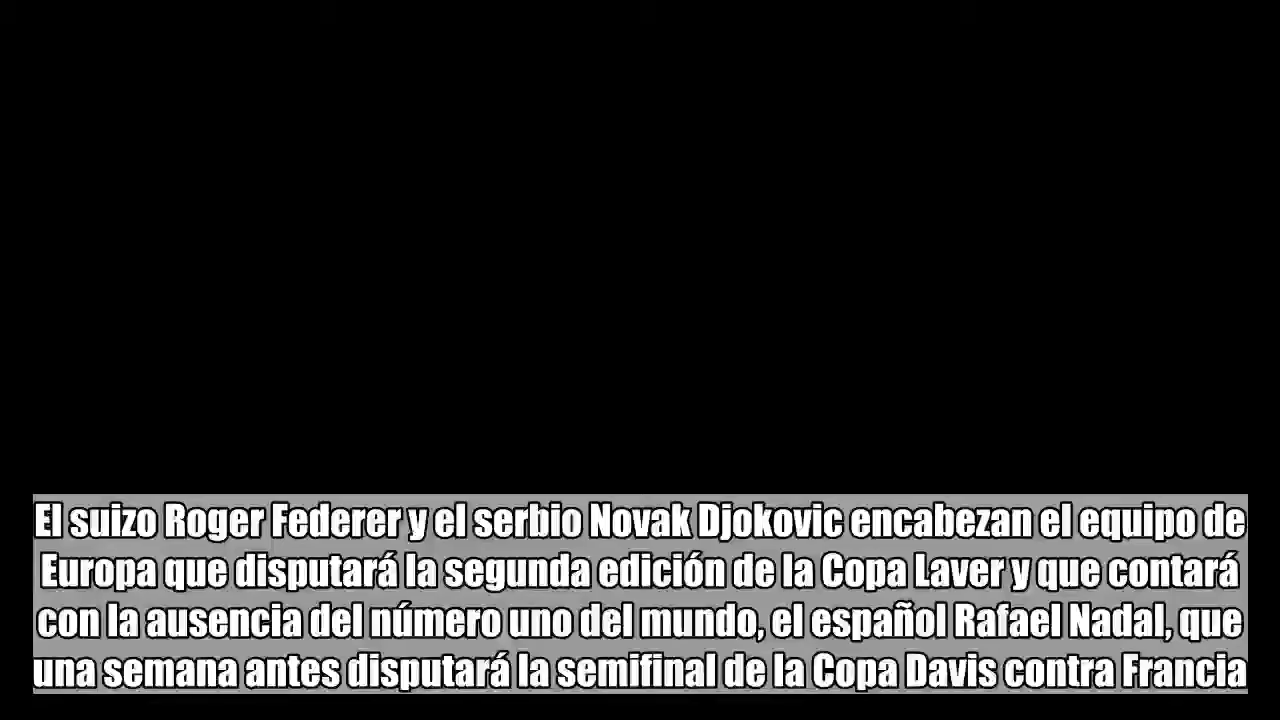 El suizo Roger Federer y el serbio Novak Djokovic encabezan el equipo de
Europa que disputará la segunda edición de la Copa Laver y que contará
con la ausencia del número uno del mundo, el español Rafael Nadal, que
una semana antes disputará la semifinal de la Copa Davis contra Francia